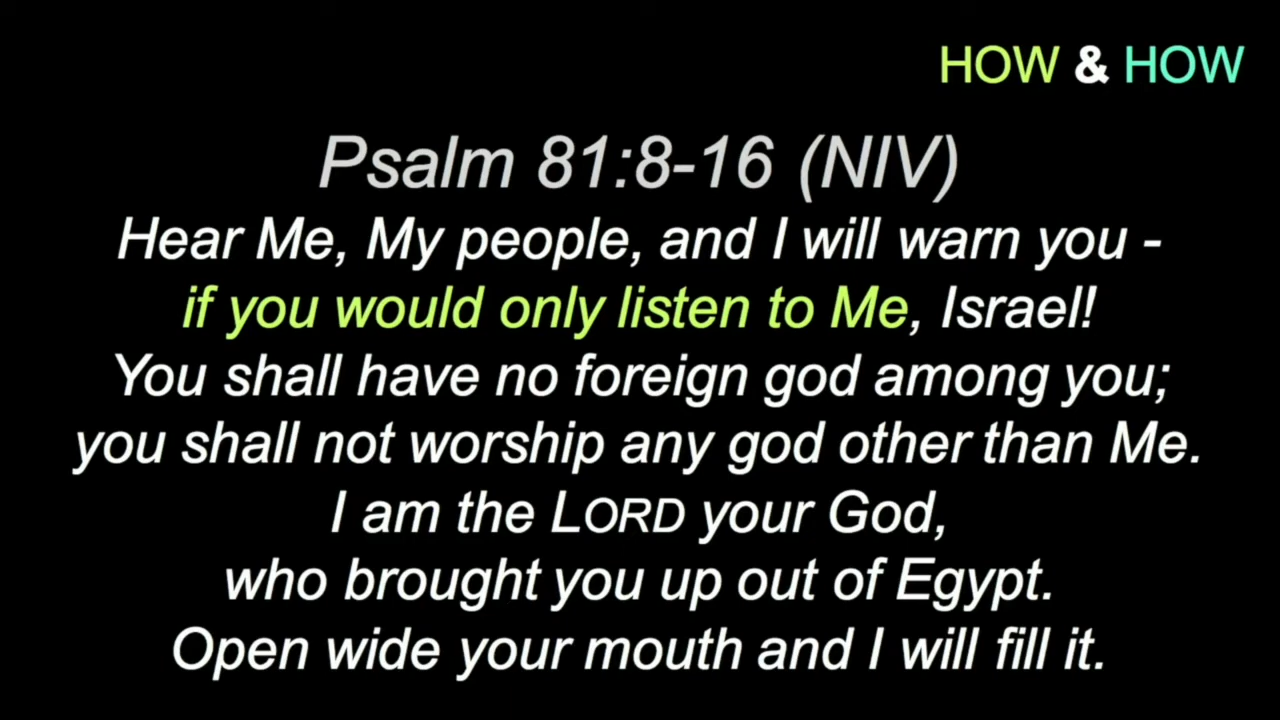 HOW & HOW
Psalm 81:8-16 (NIV)
Hear Me, My people, and I will warn you -
if you would only listen to Me, Israel!
You shall have no foreign god among you;
you shall not worship any god other than Me.
I am the LORD your God,
who brought you up out of Egypt.
Open wide your mouth and I will fill it.